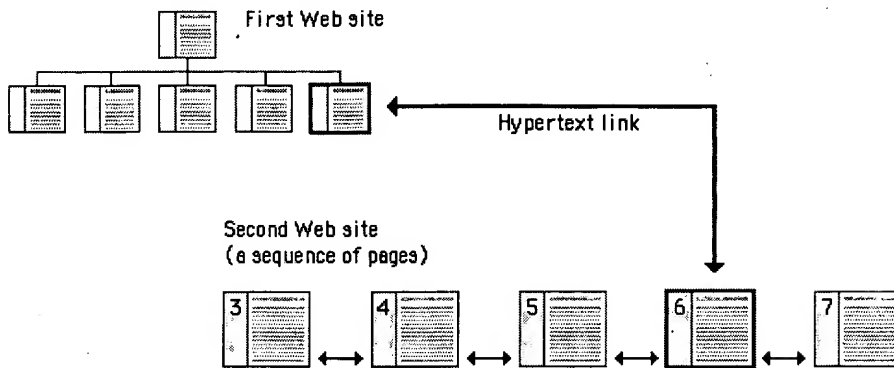 First Web site
Hypertext link
Second Web site
(a sequence of pages)
3 4 5 6 7